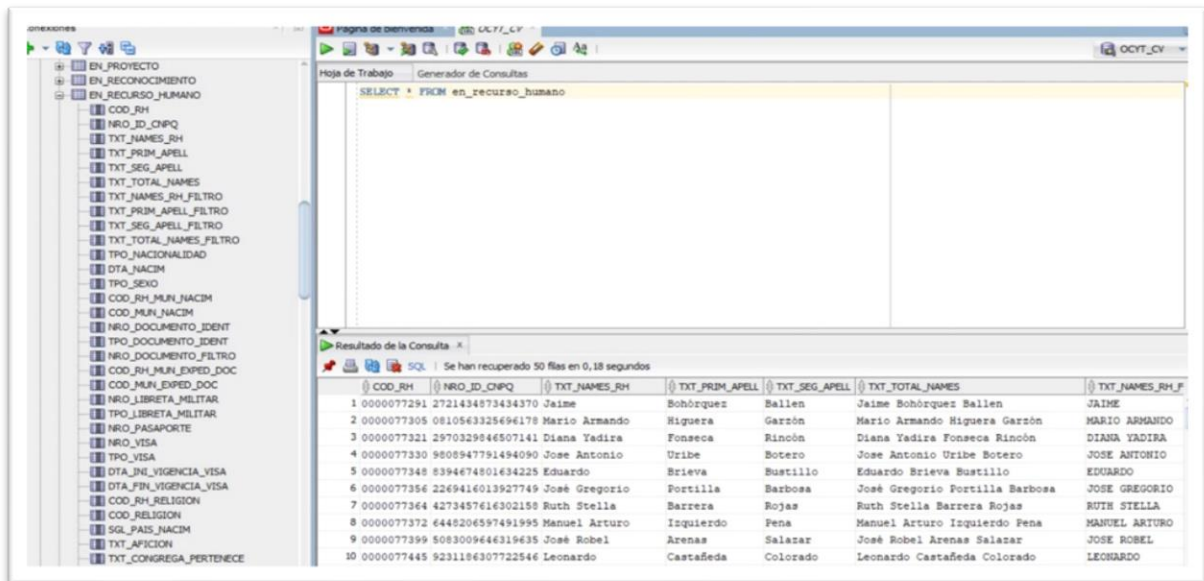 Conexiones
Página de Bienvenida OCYT_CV
OCYT_CV
EN_PROYECTO
EN_RECONOCIMIENTO
EN_RECURSO_HUMANO
COD_RH
NRO_ID_CNPQ
TXT_NAMES_RH
TXT_PRIM_APELL
TXT_SEG_APELL
TXT_TOTAL_NAMES
TXT_NAMES_RH_FILTRO
TXT_PRIM_APELL_FILTRO
TXT_SEG_APELL_FILTRO
TXT_TOTAL_NAMES_FILTRO
TPO_NACIONALIDAD
DTA_NACIM
TPO_SEXO
COD_RH_MUN_NACIM
COD_MUN_NACIM
NRO_DOCUMENTO_IDENT
TPO_DOCUMENTO_IDENT
NRO_DOCUMENTO_FILTRO
COD_RH_MUN_EXPED_DOC
COD_MUN_EXPED_DOC
NRO_LIBRETA_MILITAR
TPO_LIBRETA_MILITAR
NRO_PASAPORTE
NRO_VISA
TPO_VISA
DTA_INI_VIGENCIA_VISA
DTA_FIN_VIGENCIA_VISA
COD_RH_RELIGION
COD_RELIGION
SGL_PAIS_NACIM
TXT_AFICION
TXT_CONGREGA_PERTENECE
Hoja de Trabajo Generador de Consultas
SELECT * FROM en_recurso_humano
Resultado de la Consulta
SQL | Se han recuperado 50 filas en 0,18 segundos
COD_RH NRO_ID_CNPQ TXT_NAMES_RH TXT_PRIM_APELL TXT_SEG_APELL TXT_TOTAL_NAMES TXT_NAMES_RH_F
1 0000077291 2721434873434370 Jaime Bohórquez Ballen Jaime Bohórquez Ballen JAIME
2 0000077305 0810563325696178 Mario Armando Higuera Garzón Mario Armando Higuera Garzón MARIO ARMANDO
3 0000077321 2970329846507141 Diana Yadira Fonseca Rincón Diana Yadira Fonseca Rincón DIANA YADIRA
4 0000077330 9808947791494090 Jose Antonio Uribe Botero Jose Antonio Uribe Botero JOSE ANTONIO
5 0000077348 8394674801634225 Eduardo Brieva Bustillo Eduardo Brieva Bustillo EDUARDO
6 0000077356 2269416013927749 José Gregorio Portilla Barbosa José Gregorio Portilla Barbosa JOSE GREGORIO
7 0000077364 4273457616302158 Ruth Stella Barrera Rojas Ruth Stella Barrera Rojas RUTH STELLA
8 0000077372 6448206597491995 Manuel Arturo Izquierdo Pena Manuel Arturo Izquierdo Pena MANUEL ARTURO
9 0000077399 5083009646319635 José Robel Arenas Salazar José Robel Arenas Salazar JOSE ROBEL
10 0000077445 9231186307722546 Leonardo Castañeda Colorado Leonardo Castañeda Colorado LEONARDO